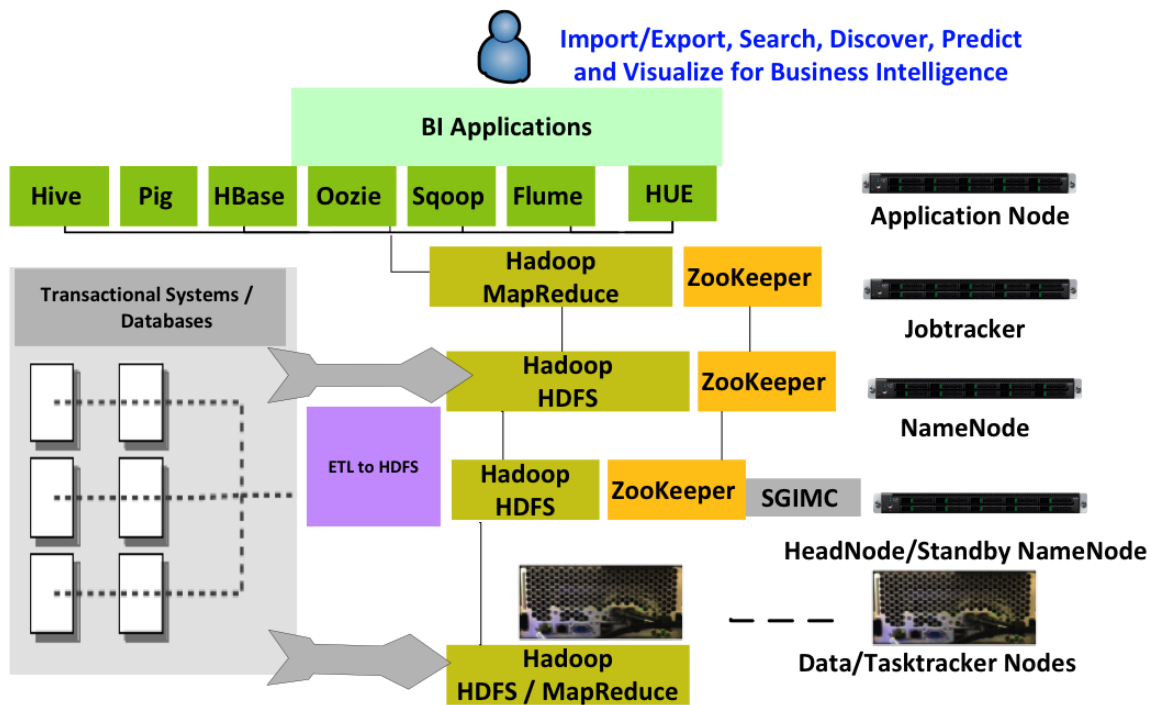 Import/Export, Search, Discover, Predict
and Visualize for Business Intelligence
BI Applications
Hive
Pig
HBase
Oozie
Sqoop
Flume
HUE
Application Node
Hadoop
MapReduce
ZooKeeper
Jobtracker
Transactional Systems /
Databases
Hadoop
HDFS
ZooKeeper
NameNode
ETL to HDFS
Hadoop
HDFS
ZooKeeper
SGIMC
HeadNode/Standby NameNode
Hadoop
HDFS / MapReduce
Data/Tasktracker Nodes